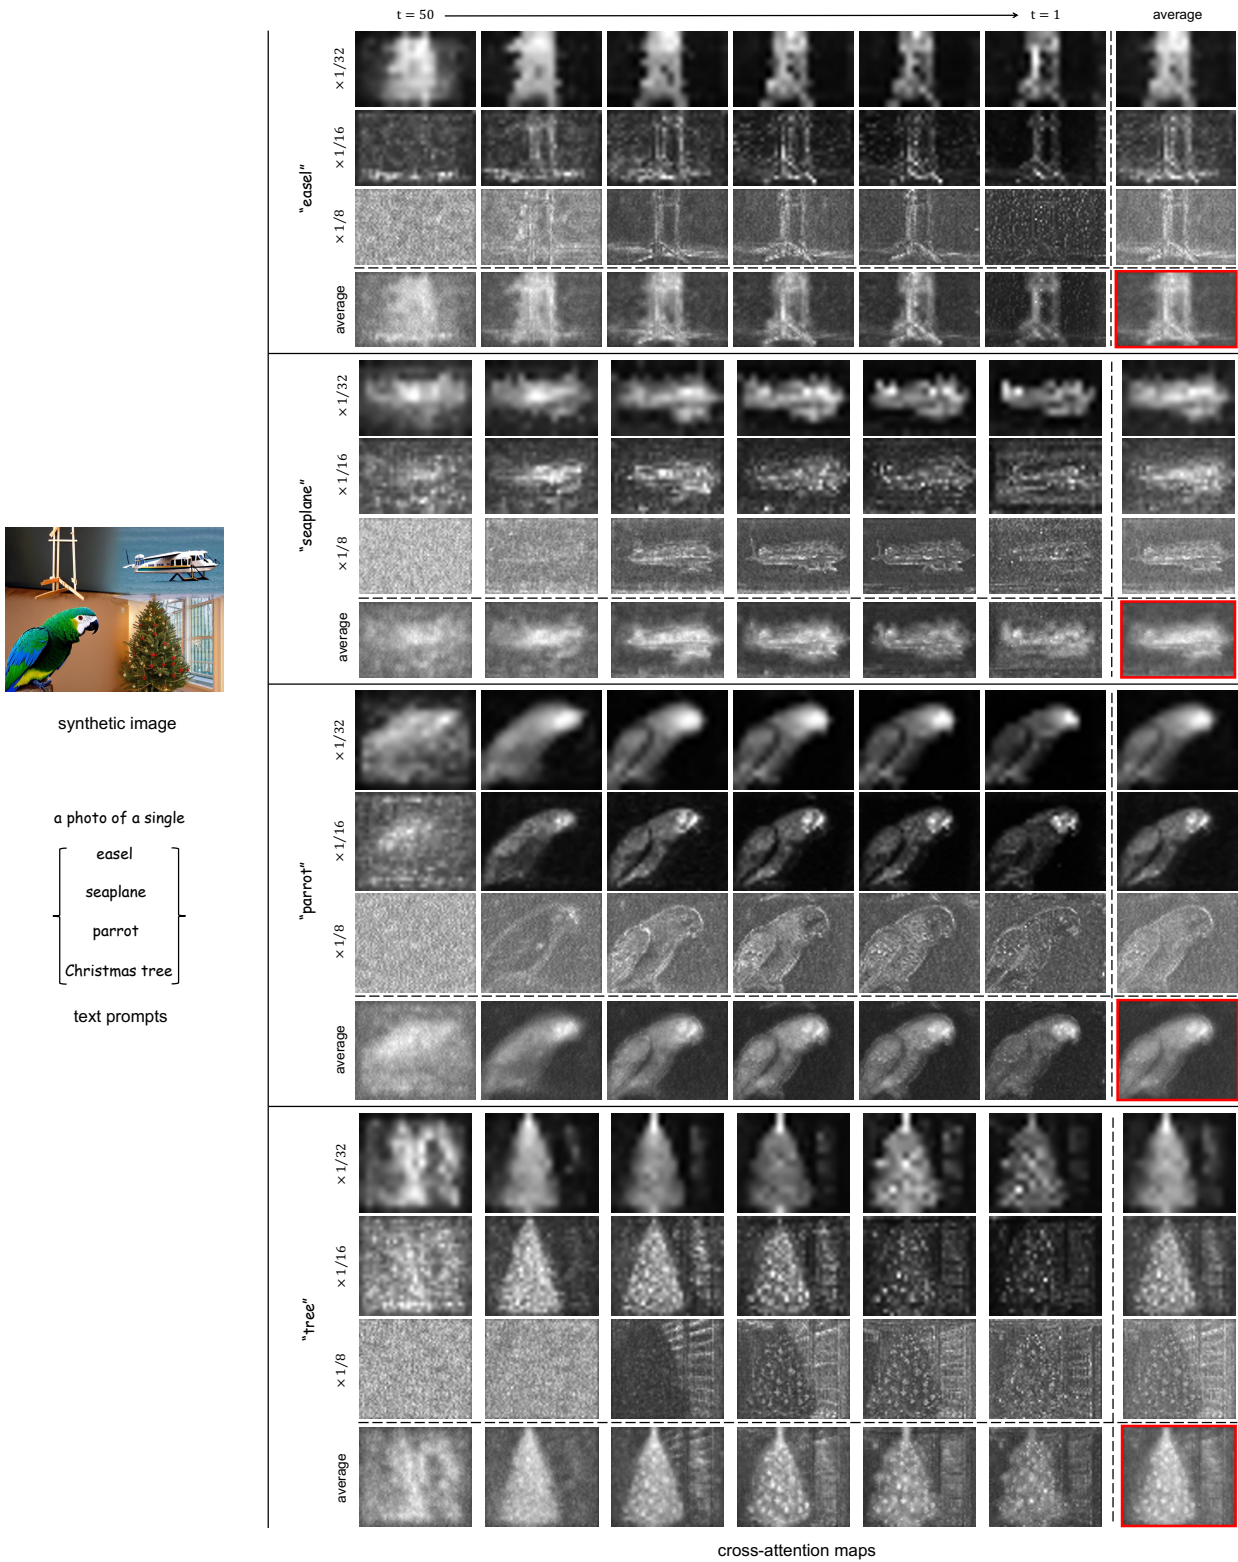 t = 50
t = 1
average
"easel"
×1/32
×1/16
×1/8
average
"seaplane"
×1/32
×1/16
×1/8
average
synthetic image
a photo of a single
easel
seaplane
parrot
Christmas tree
text prompts
"parrot"
×1/32
×1/16
×1/8
average
"tree"
×1/32
×1/16
×1/8
average
cross-attention maps